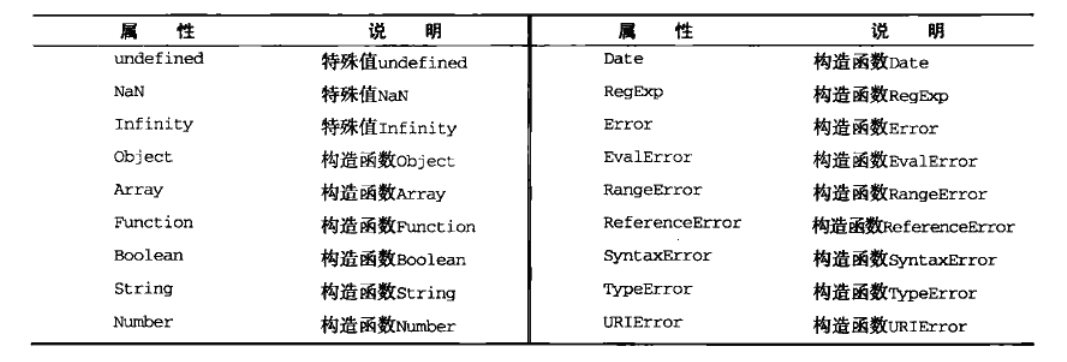 属 性 说 明 属 性 说 明
undefined 特殊值undefined Date 构造函数Date
NaN 特殊值NaN RegExp 构造函数RegExp
Infinity 特殊值Infinity Error 构造函数Error
Object 构造函数Object EvalError 构造函数EvalError
Array 构造函数Array RangeError 构造函数RangeError
Function 构造函数Function ReferenceError 构造函数ReferenceError
Boolean 构造函数Boolean SyntaxError 构造函数SyntaxError
String 构造函数String TypeError 构造函数TypeError
Number 构造函数Number URIError 构造函数URIError